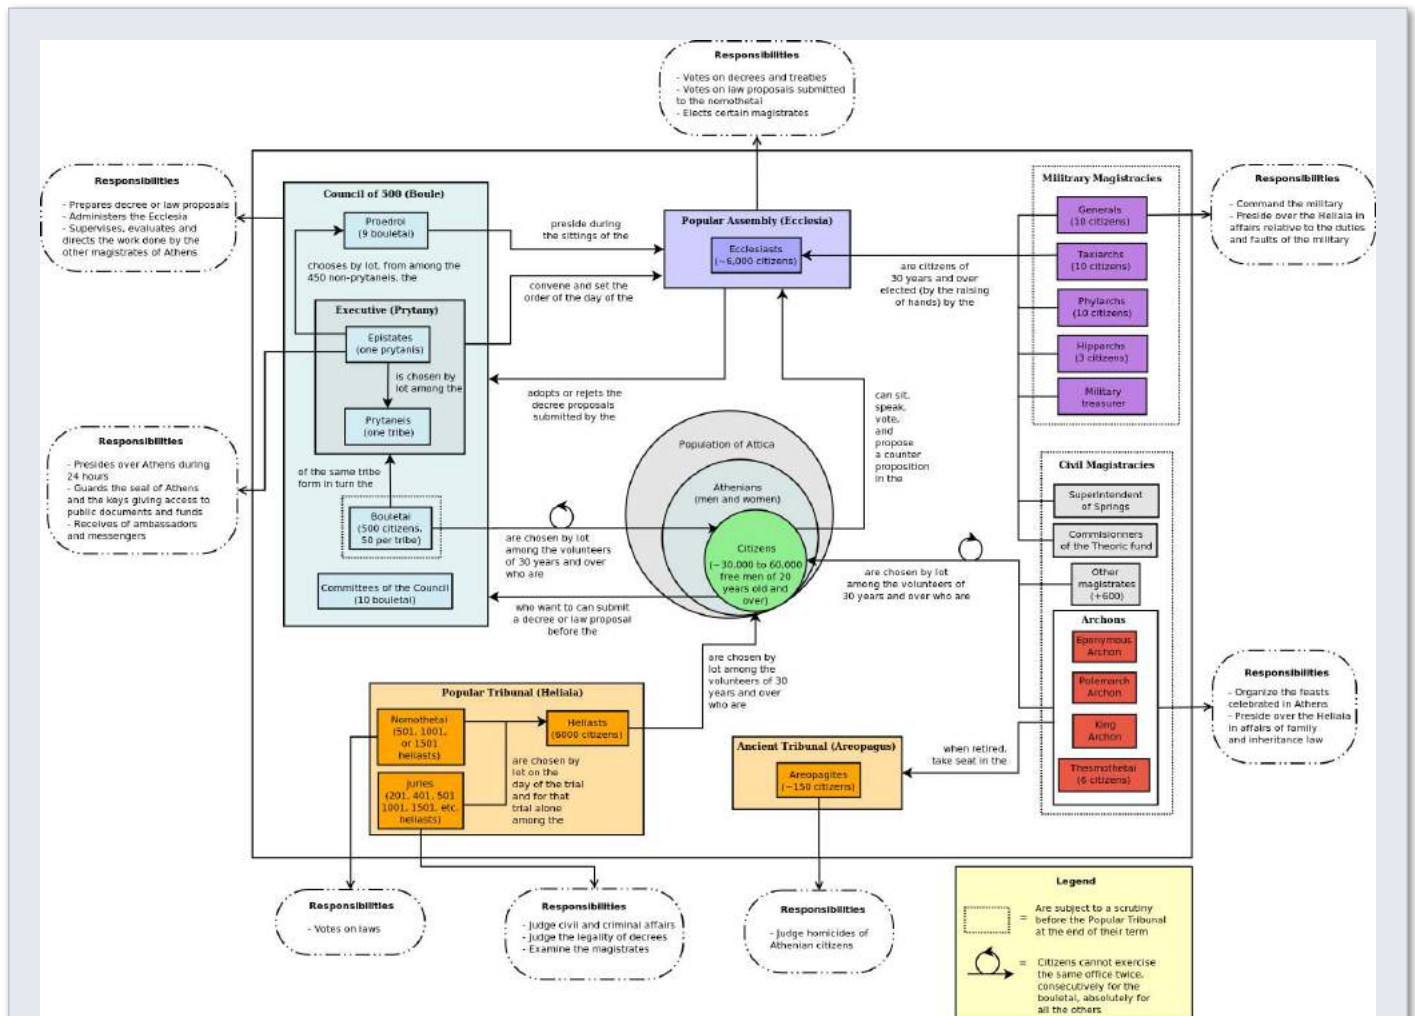 Responsibilities
- Votes on decrees and treaties
- Votes on law proposals submitted
to the nomothetai
- Elects certain magistrates
Responsibilities
- Prepares decree or law proposals
- Administers the Ecclesia
- Supervises, evaluates and
directs the work done by the
other magistrates of Athens
Council of 500 (Boule)
Proedroi
(9 bouletai)
chooses by lot, from among the
450 non-prytaneis, the
Executive (Prytany)
Epistates
(one prytanis)
is chosen by
lot among the
Prytaneis
(one tribe)
of the same tribe
form in turn the
Bouletai
(500 citizens,
50 per tribe)
Committees of the Council
(10 bouletai)
Responsibilities
- Presides over Athens during
24 hours
- Guards the seal of Athens
and the keys giving access to
public documents and funds
- Receives of ambassadors
and messengers
preside during
the sittings of the
convene and set the
order of the day of the
Popular Assembly (Ecclesia)
Ecclesiasts
(~6,000 citizens)
adopts or rejets the
decree proposals
submitted by the
are citizens of
30 years and over
elected (by the raising
of hands) by the
Millitrary Magistracies
Generals
(10 citizens)
Taxiarchs
(10 citizens)
Phylarchs
(10 citizens)
Hipparchs
(3 citizens)
Military
treasurer
Responsibilities
- Command the military
- Preside over the Heliaia in
affairs relative to the duties
and faults of the military
can sit,
speak,
vote,
and
propose
a counter
proposition
in the
Population of Attica
Athenians
(men and women)
Citizens
(~30,000 to 60,000
free men of 20
years old and
over)
are chosen by lot
among the volunteers
of 30 years and over
who are
who want to can submit
a decree or law proposal
before the
are chosen by lot
among the volunteers of
30 years and over who are
Civil Magistracies
Superintendent
of Springs
Commisionners
of the Theoric fund
Other
magistrates
(+600)
Archons
Eponymous
Archon
Polemarch
Archon
King
Archon
Thesmothetai
(6 citizens)
Responsibilities
- Organize the feasts
celebrated in Athens
- Preside over the Heliaia
in affairs of family
and inheritance law
are chosen by
lot among the
volunteers of 30
years and over
who are
Popular Tribunal (Heliaia)
Nomothetai
(501, 1001,
or 1501
heliasts)
Heliasts
(6000 citizens)
Juries
(201, 401, 501
1001, 1501, etc.
heliasts)
are chosen by
lot on the
day of the trial
and for that
trial alone
among the
Ancient Tribunal (Areopagus)
Areopagites
(~150 citizens)
when retired,
take seat in the
Responsibilities
- Votes on laws
Responsibilities
- Judge civil and criminal affairs
- Judge the legality of decrees
- Examine the magistrates
Responsibilities
- Judge homicides of
Athenian citizens
Legend
= Are subject to a scrutiny
before the Popular Tribunal
at the end of their term
= Citizens cannot exercise
the same office twice,
consecutively for the
bouletai, absolutely for
all the others